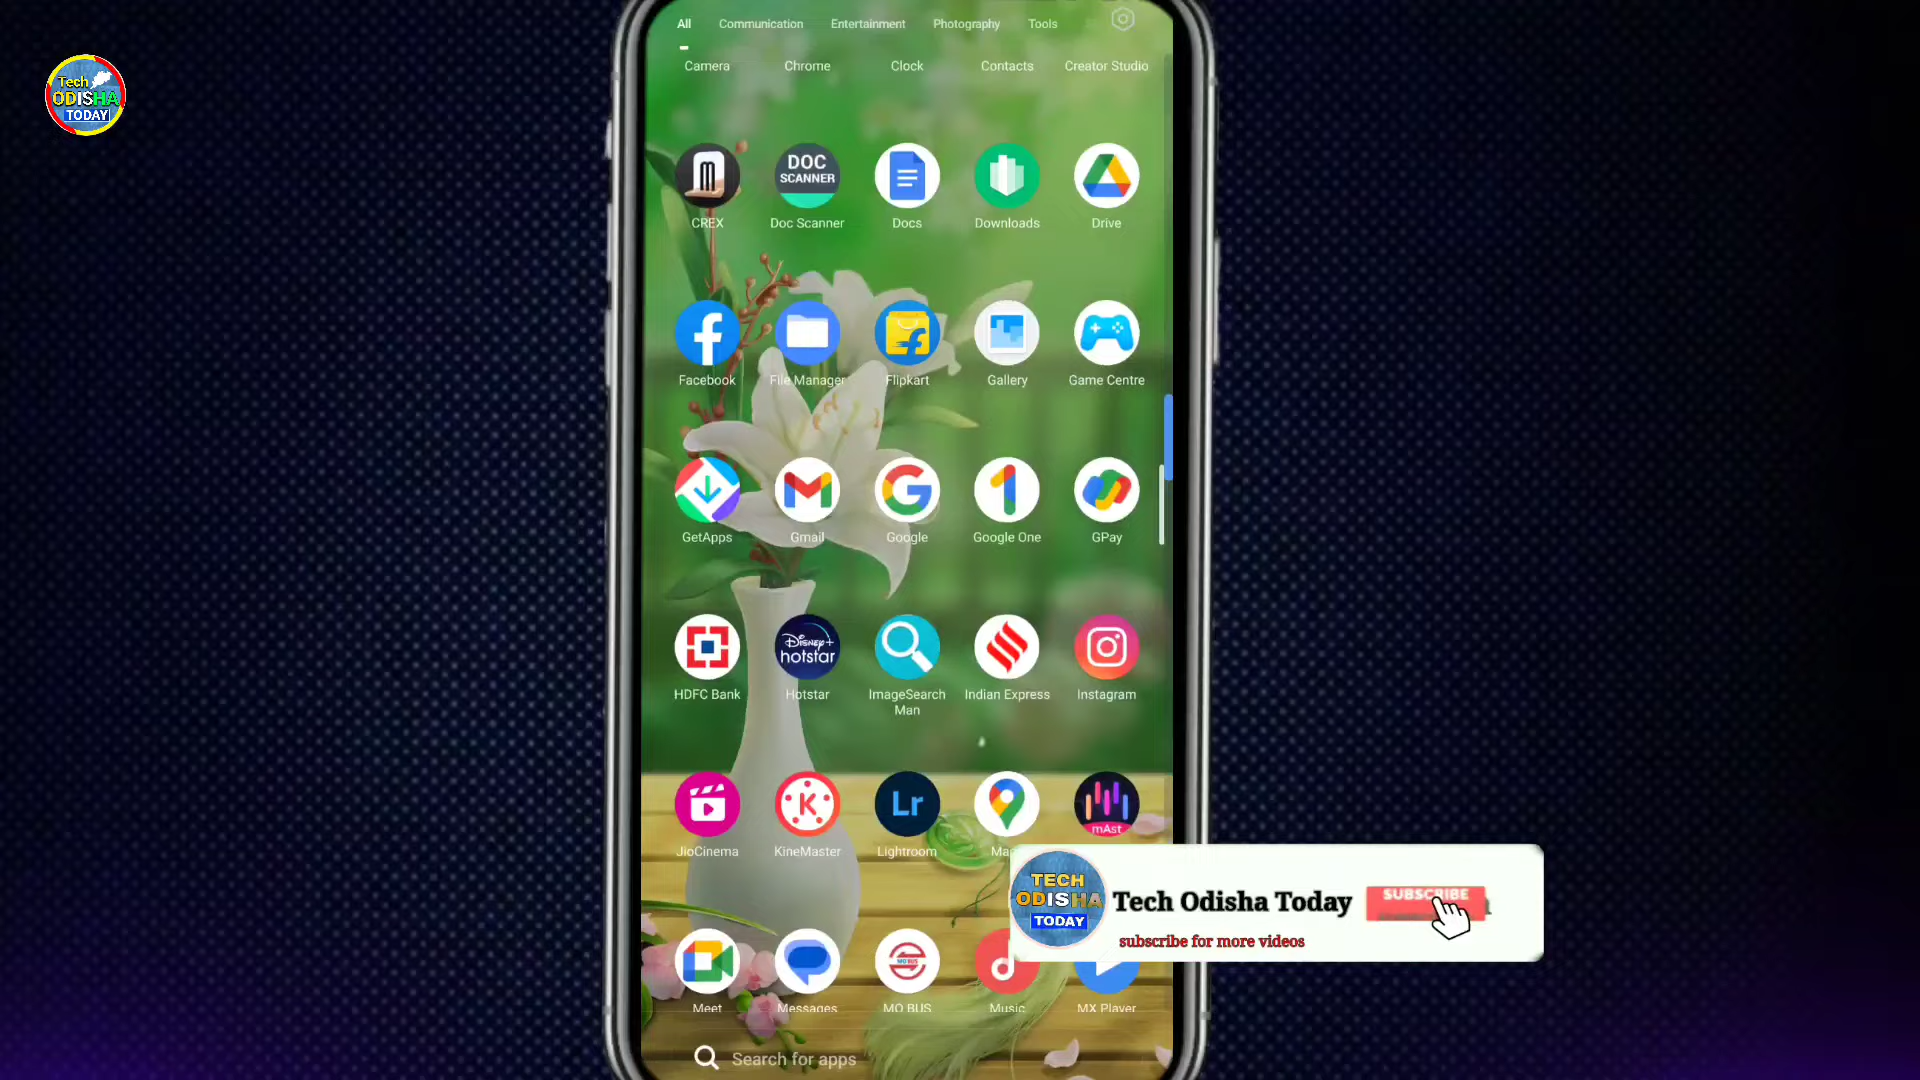 All Communication Entertainment Photography Tools
Tech
ODISHA
TODAY
Camera Chrome Clock Contacts Creator Studio
DOC
SCANNER
CREX Doc Scanner Docs Downloads Drive
Facebook File Manager Flipkart Gallery Game Centre
GetApps Gmail Google Google One GPay
Disney+
hotstar
HDFC Bank Hotstar ImageSearch Indian Express Instagram
Man
Lr
mAst
JioCinema KineMaster Lightroom
TECH
ODISHA
TODAY
Tech Odisha Today
SUBSCRIBE
subscribe for more videos
MO BUS
Meet Messages MO BUS Music MX Player
Search for apps